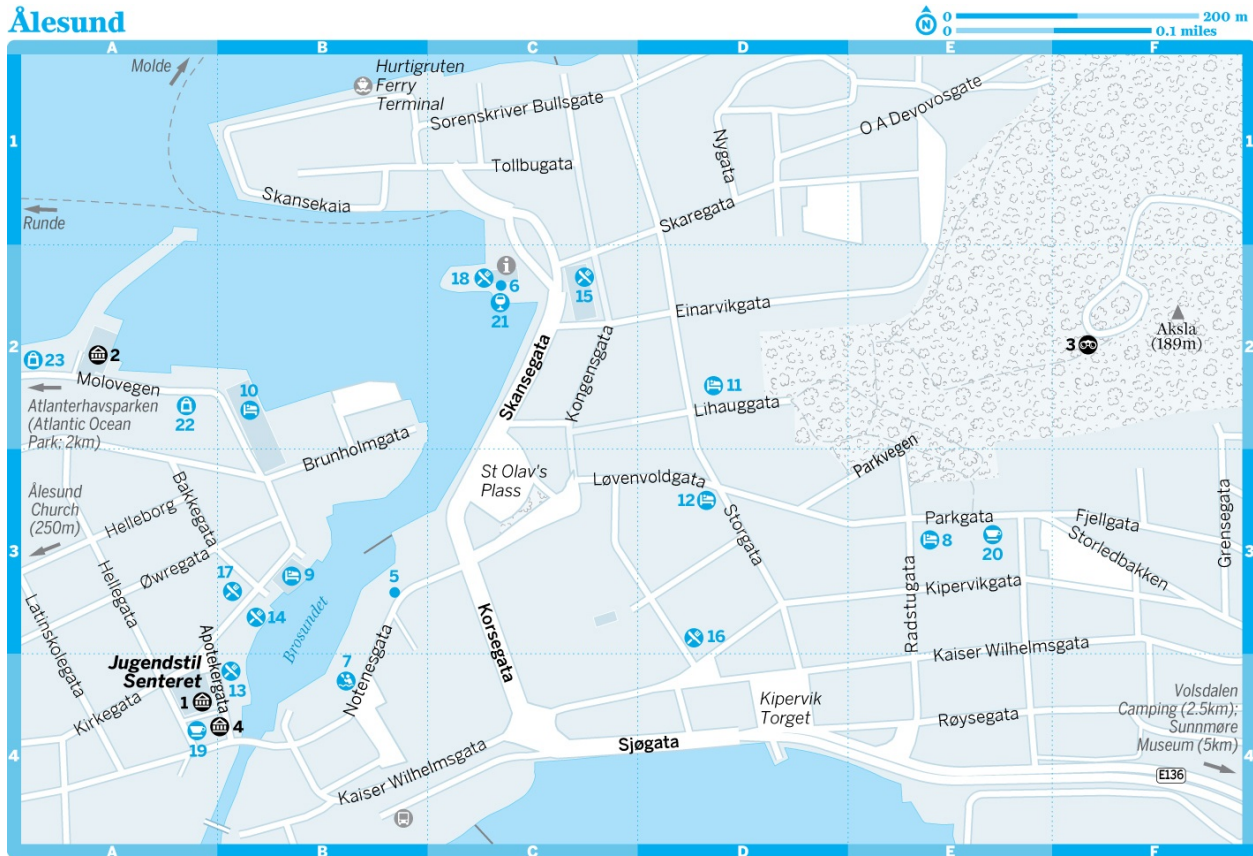 Ålesund
N
0 200 m
0 0.1 miles
A B C D E F
1
2
3
4
1
2
3
4
A B C D E F
Molde
Hurtigruten
Ferry
Terminal
Sorenskriver Bullsgate
O A Devovosgate
Nygata
Tollbugata
Skansekaia
Skaregata
Runde
18
i
6
21
15
Einarvikgata
Aksla
(189m)
3
23
2
Molovegen
10
22
Atlanterhavsparken
(Atlantic Ocean
Park; 2km)
Skansegata
Kongensgata
11
Lihauggata
Brunholmgata
Parkvegen
St Olav's
Plass
Løvenvoldgata
12
Storgata
Bakkegata
Ålesund
Church
(250m)
Helleborg
Parkgata
8
20
Fjellgata
Storledbakken
Grensegata
Øwregata
Hellegata
17
9
5
14
Kipervikgata
Radstugata
Latinskolegata
Apotekergata
Brosundet
Korsegata
16
Kaiser Wilhelmsgata
Jugendstil
Senteret
13
7
Notenesgata
1
4
19
Kirkegata
Kipervik
Torget
Røysegata
Volsdalen
Camping (2.5km);
Sunnmøre
Museum (5km)
Sjøgata
E136
Kaiser Wilhelmsgata